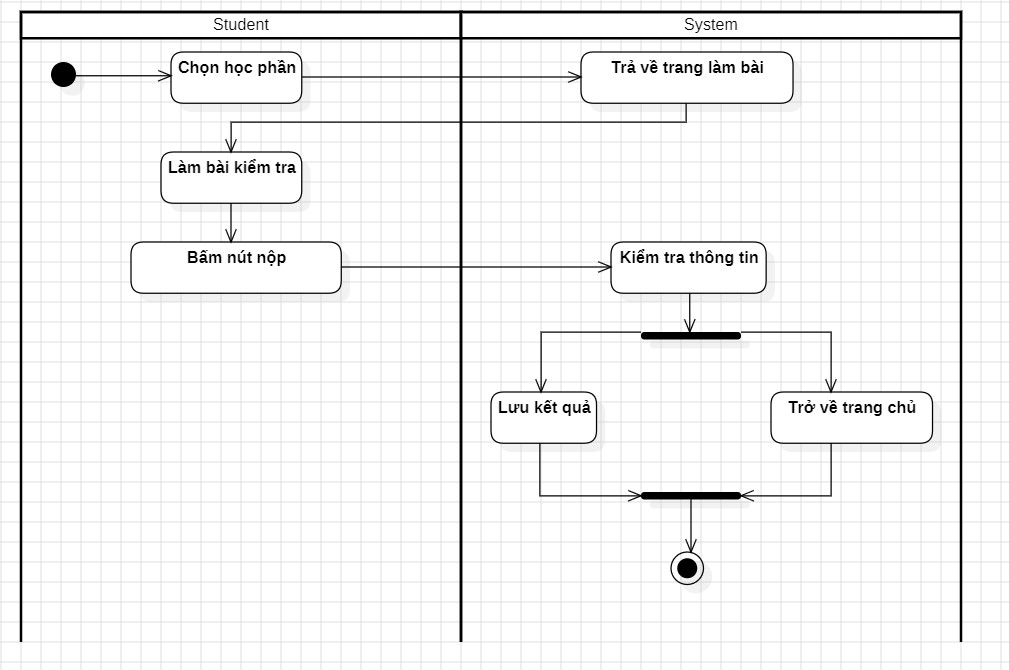 Student
System
Chọn học phần
Trả về trang làm bài
Làm bài kiểm tra
Bấm nút nộp
Kiểm tra thông tin
Lưu kết quả
Trở về trang chủ